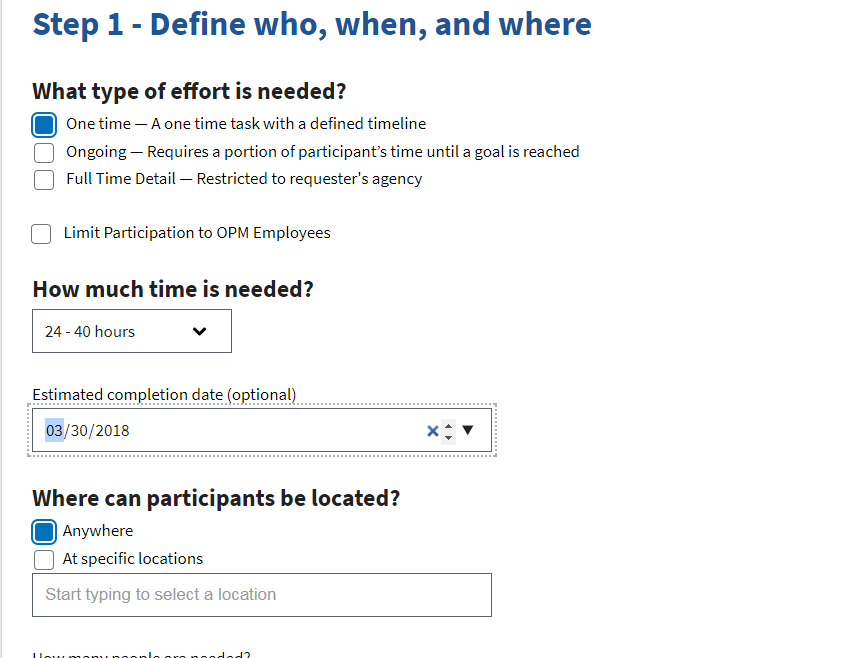 Step 1 - Define who, when, and where
What type of effort is needed?
One time — A one time task with a defined timeline
Ongoing — Requires a portion of participant’s time until a goal is reached
Full Time Detail — Restricted to requester's agency
Limit Participation to OPM Employees
How much time is needed?
24 - 40 hours
Estimated completion date (optional)
03/30/2018
Where can participants be located?
Anywhere
At specific locations
Start typing to select a location
How many people are needed?